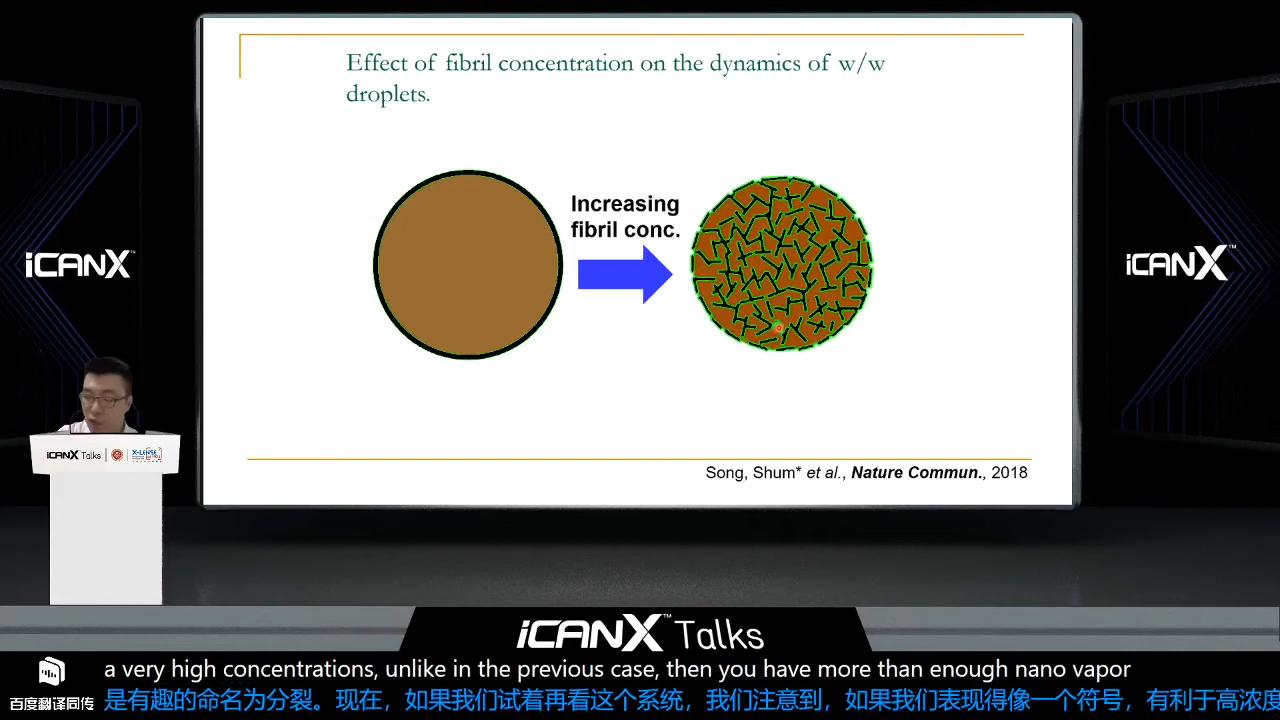 Effect of fibril concentration on the dynamics of w/w
droplets.
Increasing
fibril conc.
Song, Shum* et al., Nature Commun., 2018
iCANX™
iCANX™
iCANX Talks
X-LENSE
iCANX™ Talks
a very high concentrations, unlike in the previous case, then you have more than enough nano vapor
百度翻译同传
是有趣的命名为分裂。现在，如果我们试着再看这个系统，我们注意到，如果我们表现得像一个符号，有利于高浓度